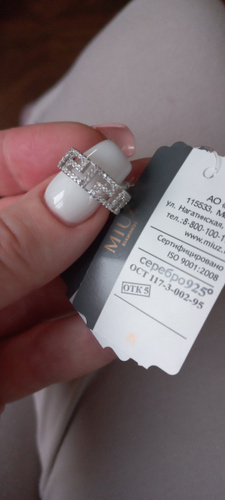 MIUZ
АО
115533, М
ул. Нагатинская,
тел.:8-800-100-1
www.miuz.
Сертифицировано
ISO 9001:2008
серебро925°
ОСТ 117-3-002-95
ОТК 5